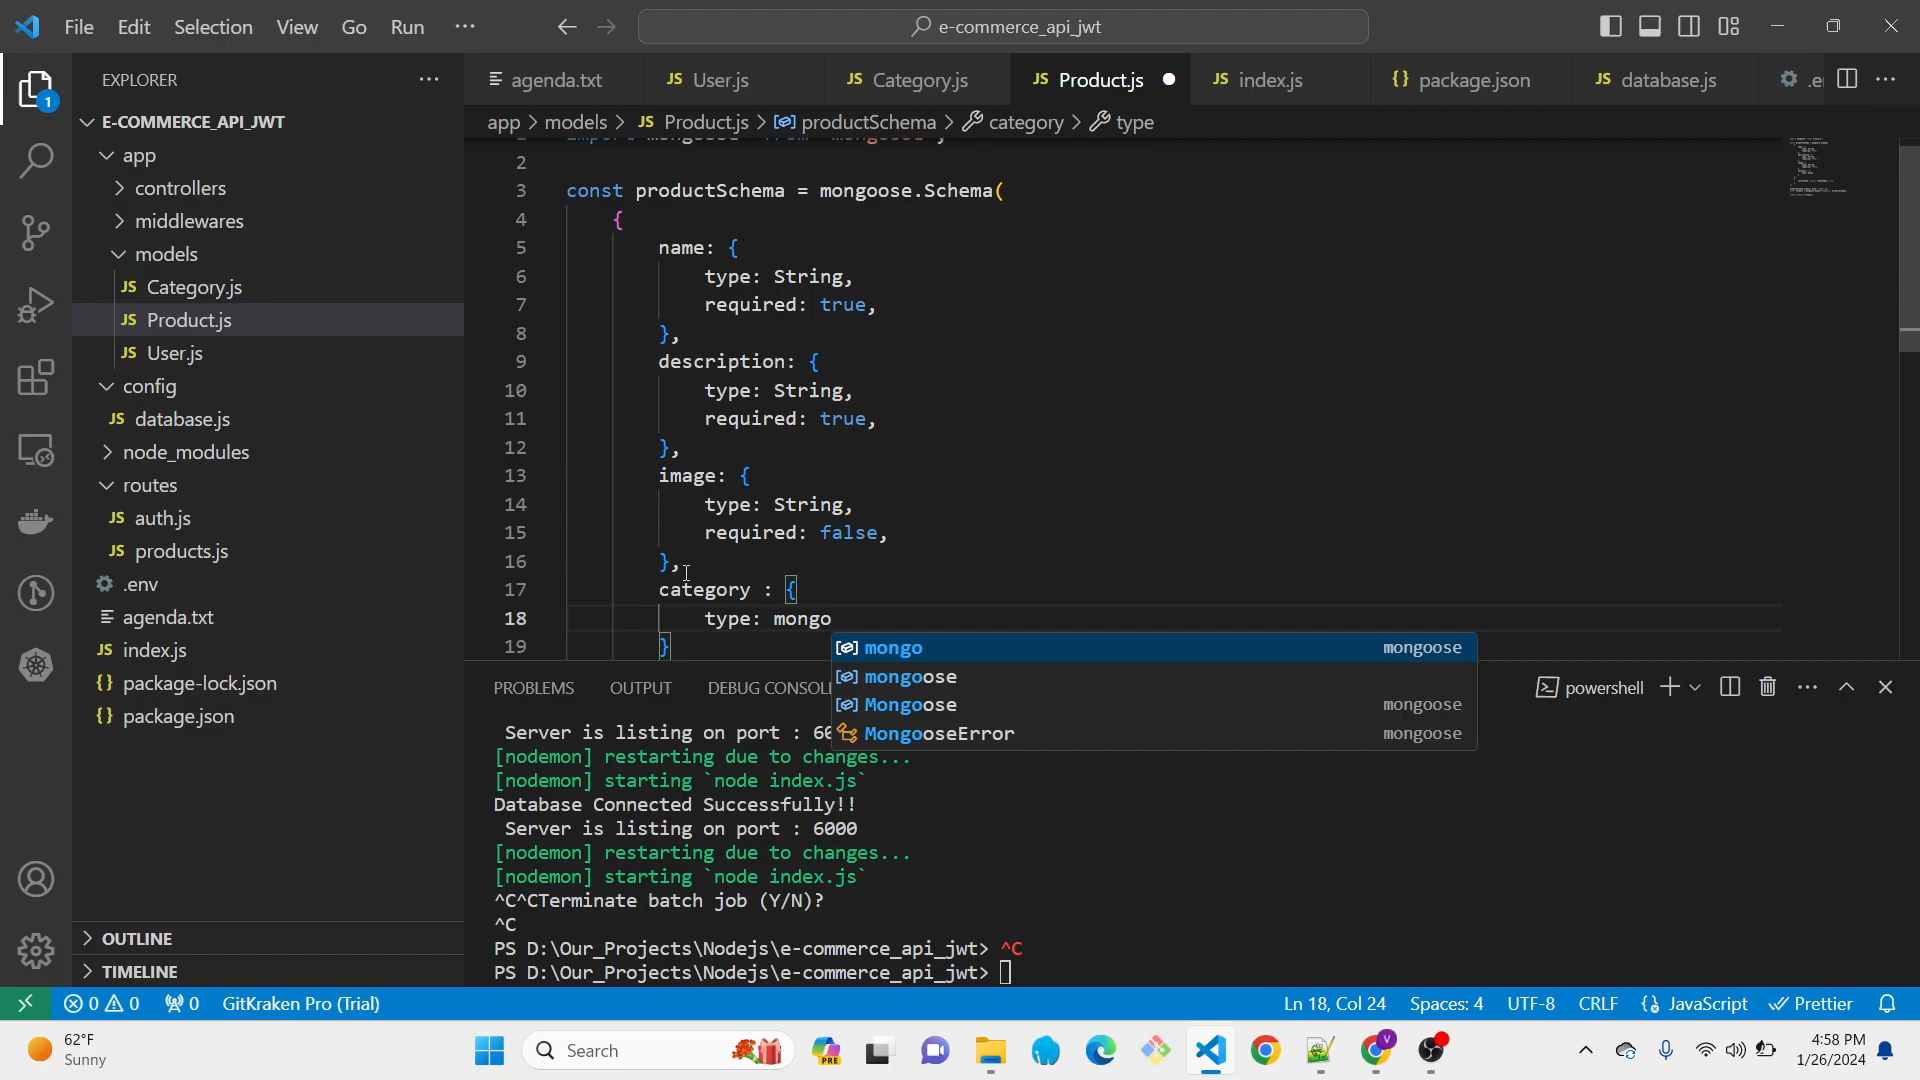 File Edit Selection View Go Run ··· e-commerce_api_jwt
EXPLORER ···
agenda.txt JS User.js JS Category.js JS Product.js JS index.js {} package.json JS database.js .e ···
app > models > JS Product.js > productSchema > category > type
E-COMMERCE_API_JWT
app
controllers
middlewares
models
JS Category.js
JS Product.js
JS User.js
config
JS database.js
node_modules
routes
JS auth.js
JS products.js
.env
agenda.txt
JS index.js
{} package-lock.json
{} package.json
OUTLINE
TIMELINE
2
3 const productSchema = mongoose.Schema(
4 {
5 name: {
6 type: String,
7 required: true,
8 },
9 description: {
10 type: String,
11 required: true,
12 },
13 image: {
14 type: String,
15 required: false,
16 },
17 category : {
18 type: mongo
19 }
mongo mongoose
mongoose
Mongoose mongoose
MongooseError mongoose
PROBLEMS OUTPUT DEBUG CONSOL powershell
Server is listing on port : 60
[nodemon] restarting due to changes...
[nodemon] starting `node index.js`
Database Connected Successfully!!
Server is listing on port : 6000
[nodemon] restarting due to changes...
[nodemon] starting `node index.js`
^C^CTerminate batch job (Y/N)?
^C
PS D:\Our_Projects\Nodejs\e-commerce_api_jwt> ^C
PS D:\Our_Projects\Nodejs\e-commerce_api_jwt>
0 0 0 GitKraken Pro (Trial) Ln 18, Col 24 Spaces: 4 UTF-8 CRLF JavaScript Prettier
62°F
Sunny
Search
PRE
V
4:58 PM
1/26/2024
1